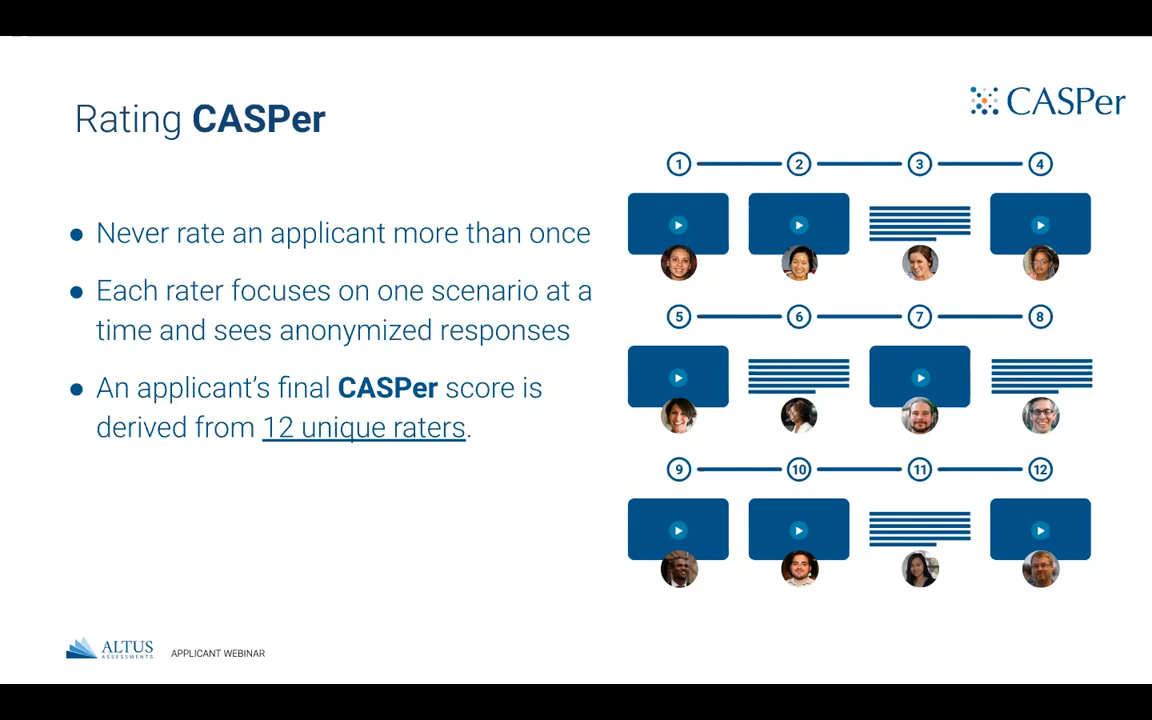 Rating CASPer
CASPer
● Never rate an applicant more than once
● Each rater focuses on one scenario at a
time and sees anonymized responses
● An applicant’s final CASPer score is
derived from 12 unique raters.
1 2 3 4
5 6 7 8
9 10 11 12
ALTUS
ASSESSMENTS
APPLICANT WEBINAR